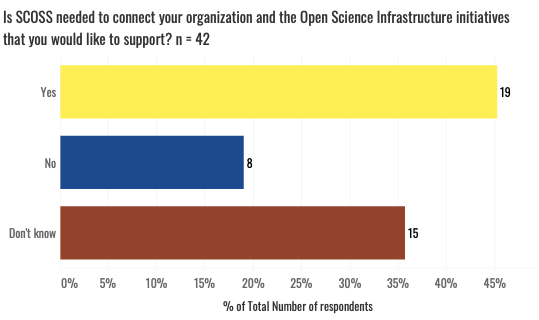 Is SCOSS needed to connect your organization and the Open Science Infrastructure initiatives
that you would like to support? n = 42
Yes 19
No 8
Don't know 15
0% 5% 10% 15% 20% 25% 30% 35% 40% 45%
% of Total Number of respondents